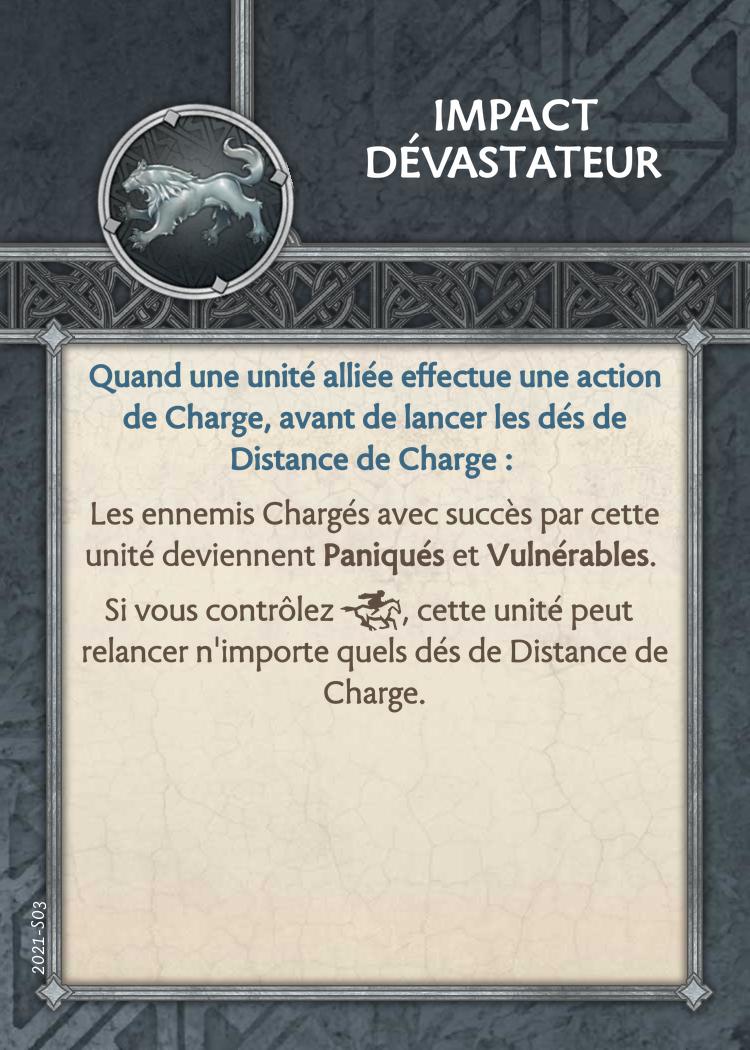 IMPACT
DÉVASTATEUR
Quand une unité alliée effectue une action
de Charge, avant de lancer les dés de
Distance de Charge :
Les ennemis Chargés avec succès par cette
unité deviennent Paniqués et Vulnérables.
Si vous contrôlez , cette unité peut
relancer n'importe quels dés de Distance de
Charge.
2021-S03